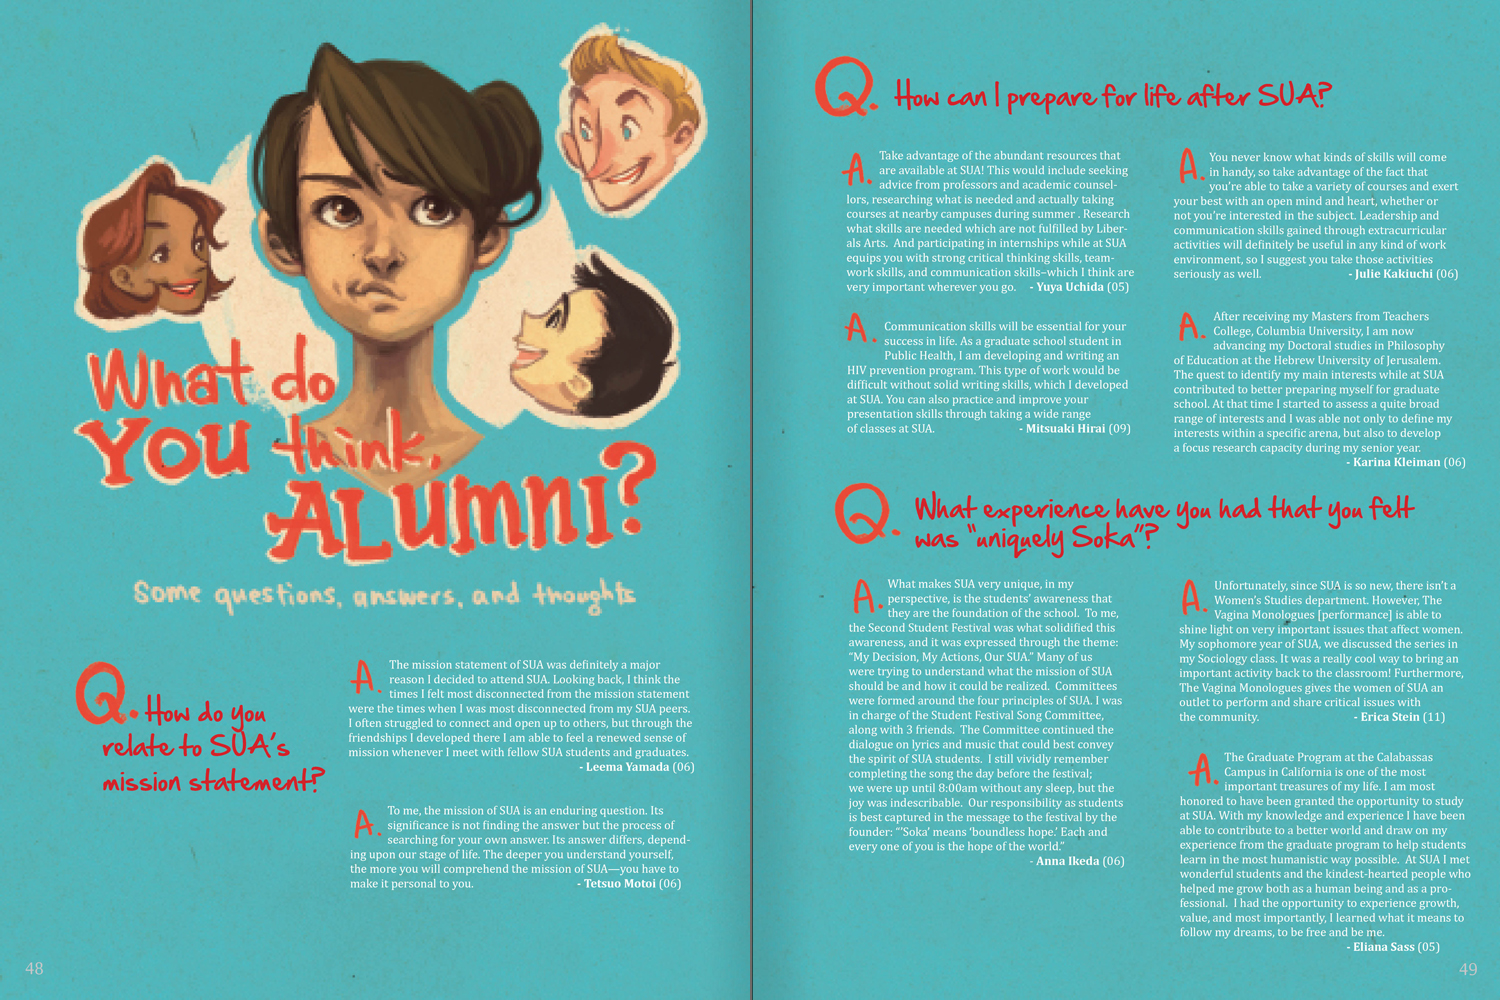 What do
YOU think,
ALUMNI?
Some questions, answers, and thoughts
Q. How do you
relate to SUA's
mission statement?
A. The mission statement of SUA was definitely a major
reason I decided to attend SUA. Looking back, I think the
times I felt most disconnected from the mission statement
were the times when I was most disconnected from my SUA peers.
I often struggled to connect and open up to others, but through the
friendships I developed there I am able to feel a renewed sense of
mission whenever I meet with fellow SUA students and graduates.
- Leema Yamada (06)
A. To me, the mission of SUA is an enduring question. Its
significance is not finding the answer but the process of
searching for your own answer. Its answer differs, depend-
ing upon our stage of life. The deeper you understand yourself,
the more you will comprehend the mission of SUA—you have to
make it personal to you. - Tetsuo Motoi (06)
48
Q. How can I prepare for life after SUA?
A. Take advantage of the abundant resources that
are available at SUA! This would include seeking
advice from professors and academic counsel-
lors, researching what is needed and actually taking
courses at nearby campuses during summer . Research
what skills are needed which are not fulfilled by Liber-
als Arts. And participating in internships while at SUA
equips you with strong critical thinking skills, team-
work skills, and communication skills–which I think are
very important wherever you go. - Yuya Uchida (05)
A. Communication skills will be essential for your
success in life. As a graduate school student in
Public Health, I am developing and writing an
HIV prevention program. This type of work would be
difficult without solid writing skills, which I developed
at SUA. You can also practice and improve your
presentation skills through taking a wide range
of classes at SUA. - Mitsuaki Hirai (09)
A. You never know what kinds of skills will come
in handy, so take advantage of the fact that
you're able to take a variety of courses and exert
your best with an open mind and heart, whether or
not you're interested in the subject. Leadership and
communication skills gained through extracurricular
activities will definitely be useful in any kind of work
environment, so I suggest you take those activities
seriously as well. - Julie Kakiuchi (06)
A. After receiving my Masters from Teachers
College, Columbia University, I am now
advancing my Doctoral studies in Philosophy
of Education at the Hebrew University of Jerusalem.
The quest to identify my main interests while at SUA
contributed to better preparing myself for graduate
school. At that time I started to assess a quite broad
range of interests and I was able not only to define my
interests within a specific arena, but also to develop
a focus research capacity during my senior year.
- Karina Kleiman (06)
Q. What experience have you had that you felt
was "uniquely Soka"?
A. What makes SUA very unique, in my
perspective, is the students' awareness that
they are the foundation of the school. To me,
the Second Student Festival was what solidified this
awareness, and it was expressed through the theme:
"My Decision, My Actions, Our SUA." Many of us
were trying to understand what the mission of SUA
should be and how it could be realized. Committees
were formed around the four principles of SUA. I was
in charge of the Student Festival Song Committee,
along with 3 friends. The Committee continued the
dialogue on lyrics and music that could best convey
the spirit of SUA students. I still vividly remember
completing the song the day before the festival;
we were up until 8:00am without any sleep, but the
joy was indescribable. Our responsibility as students
is best captured in the message to the festival by the
founder: "'Soka' means 'boundless hope.' Each and
every one of you is the hope of the world."
- Anna Ikeda (06)
A. Unfortunately, since SUA is so new, there isn't a
Women's Studies department. However, The
Vagina Monologues [performance] is able to
shine light on very important issues that affect women.
My sophomore year of SUA, we discussed the series in
my Sociology class. It was a really cool way to bring an
important activity back to the classroom! Furthermore,
The Vagina Monologues gives the women of SUA an
outlet to perform and share critical issues with
the community. - Erica Stein (11)
A. The Graduate Program at the Calabassas
Campus in California is one of the most
important treasures of my life. I am most
honored to have been granted the opportunity to study
at SUA. With my knowledge and experience I have been
able to contribute to a better world and draw on my
experience from the graduate program to help students
learn in the most humanistic way possible. At SUA I met
wonderful students and the kindest-hearted people who
helped me grow both as a human being and as a pro-
fessional. I had the opportunity to experience growth,
value, and most importantly, I learned what it means to
follow my dreams, to be free and be me.
- Eliana Sass (05)
49